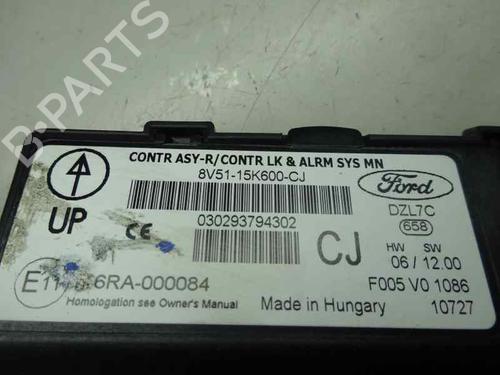 CONTR ASY-R/CONTR LK & ALRM SYS MN
8V51-15K600-CJ
UP
030293794302
Ford
DZL7C
658
CJ
HW SW
06 / 12.00
F005 V0 1086
10727
E11 6RA-000084
Homologation see Owner's Manual
Made in Hungary